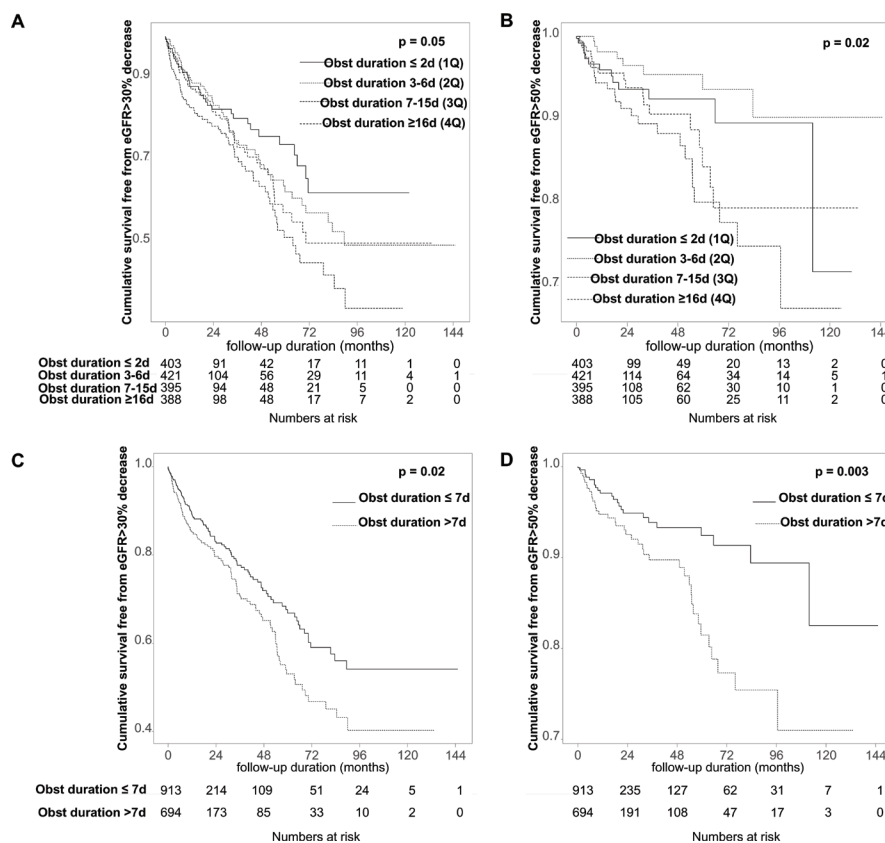 A
Cumulative survival free from eGFR>30% decrease
p = 0.05
Obst duration ≤ 2d (1Q)
Obst duration 3-6d (2Q)
Obst duration 7-15d (3Q)
Obst duration ≥16d (4Q)
0.9
0.7
0.5
0 24 48 72 96 120 144
follow-up duration (months)
Obst duration ≤ 2d 403 91 42 17 11 1 0
Obst duration 3-6d 421 104 56 29 11 4 1
Obst duration 7-15d 395 94 48 21 5 0 0
Obst duration ≥16d 388 98 48 17 7 2 0
Numbers at risk
B
Cumulative survival free from eGFR>50% decrease
p = 0.02
1.0
0.9
0.8
0.7
Obst duration ≤ 2d (1Q)
Obst duration 3-6d (2Q)
Obst duration 7-15d (3Q)
Obst duration ≥16d (4Q)
0 24 48 72 96 120 144
follow-up duration (months)
403 99 49 20 13 2 0
421 114 64 34 14 5 1
395 108 62 30 10 1 0
388 105 60 25 11 2 0
Numbers at risk
C
Cumulative survival free from eGFR>30% decrease
p = 0.02
Obst duration ≤ 7d
Obst duration >7d
1.0
0.8
0.6
0.4
0 24 48 72 96 120 144
follow-up duration (months)
Obst duration ≤ 7d 913 214 109 51 24 5 1
Obst duration >7d 694 173 85 33 10 2 0
Numbers at risk
D
Cumulative survival free from eGFR>50% decrease
p = 0.003
Obst duration ≤ 7d
Obst duration >7d
1.0
0.9
0.8
0.7
0 24 48 72 96 120 144
follow-up duration (months)
913 235 127 62 31 7 1
694 191 108 47 17 3 0
Numbers at risk